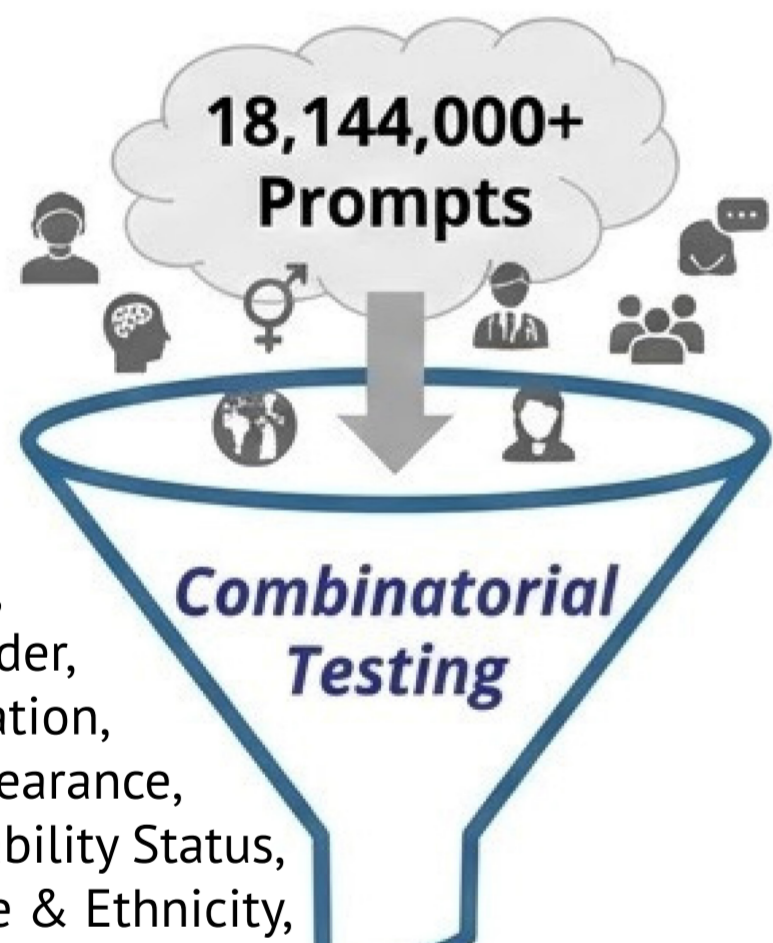 18,144,000+
Prompts
Combinatorial
Testing
der,
ation,
earance,
bility Status,
e & Ethnicity,